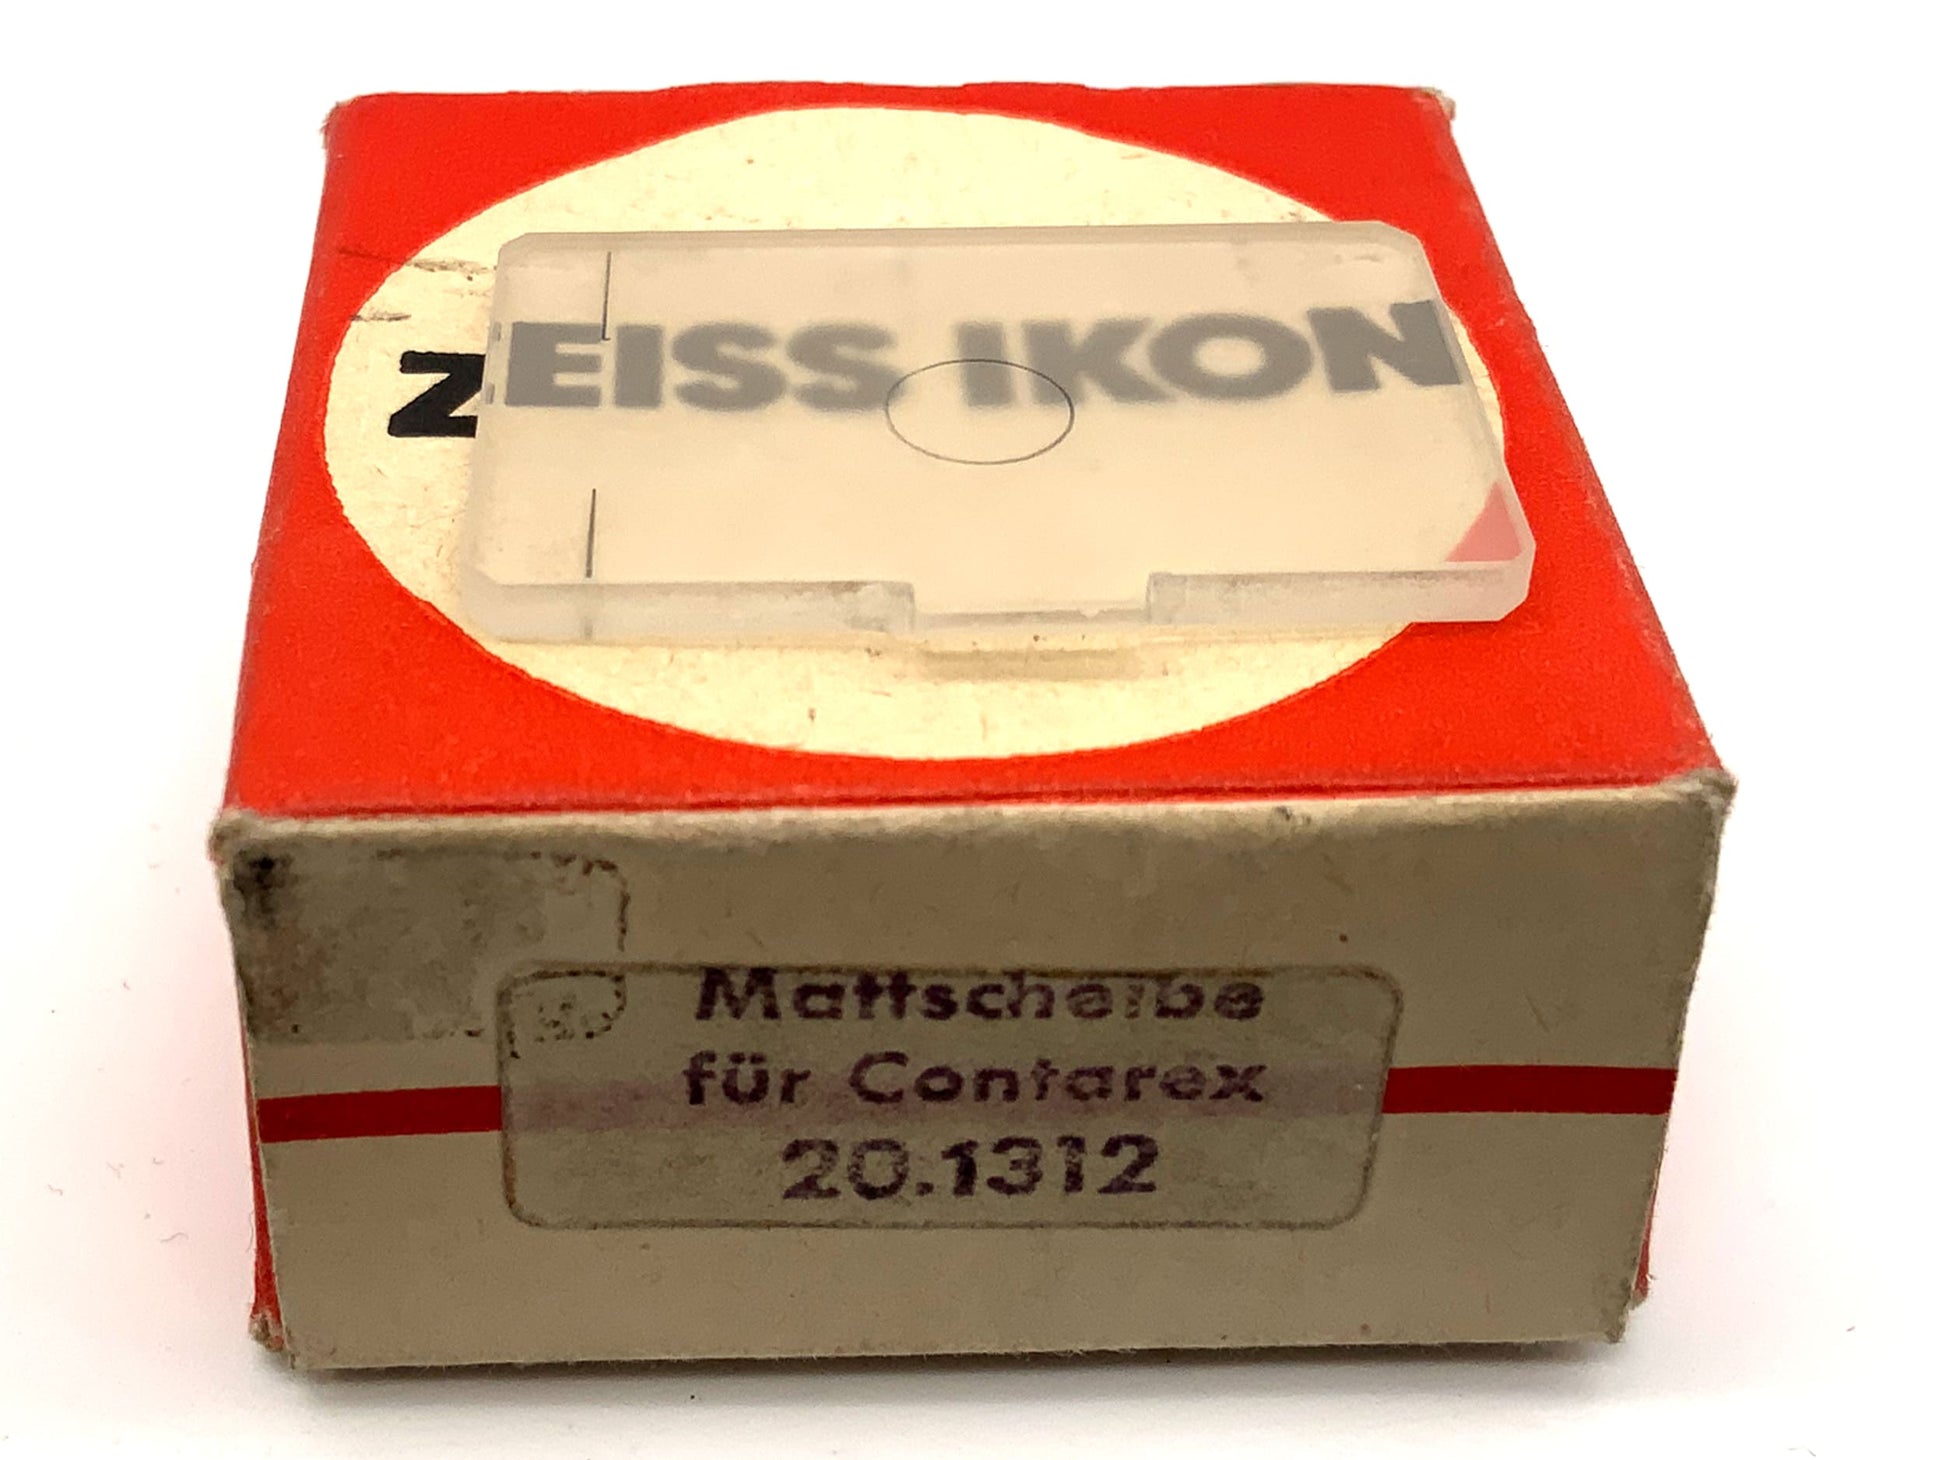 ZEISS IKON
Mattscheibe
für Contarex
20.1312